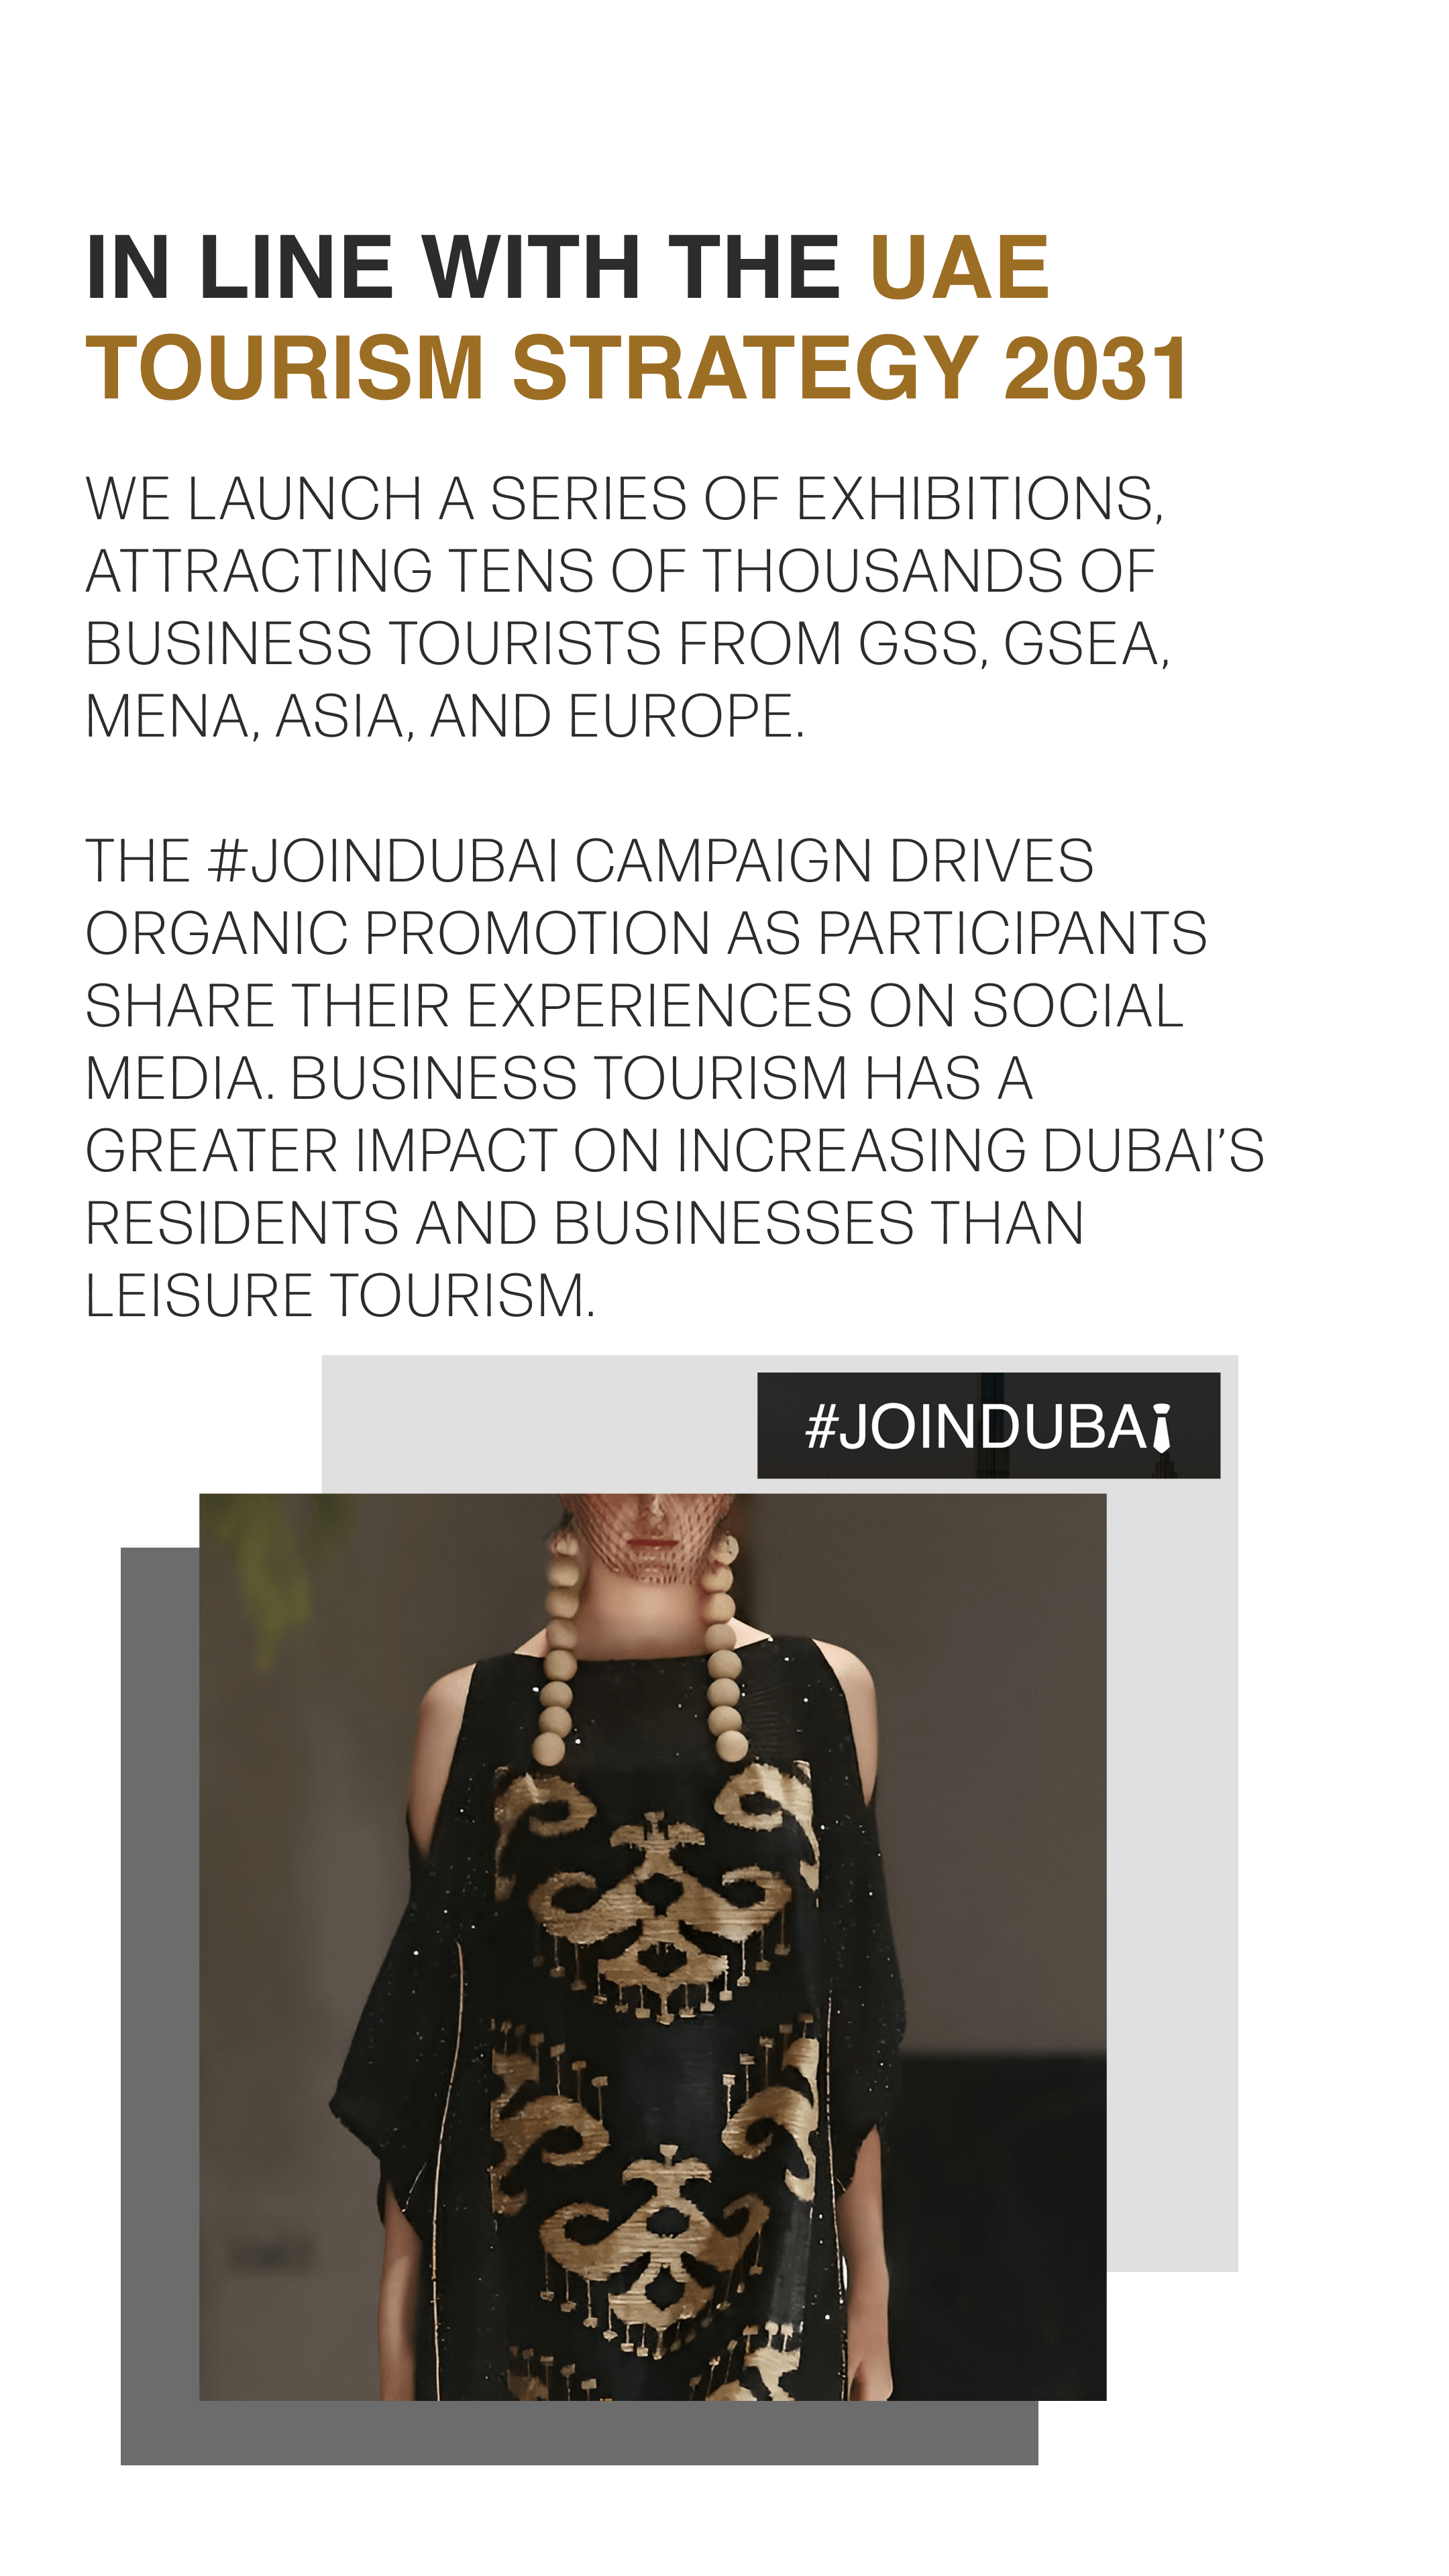 IN LINE WITH THE UAE
TOURISM STRATEGY 2031
WE LAUNCH A SERIES OF EXHIBITIONS,
ATTRACTING TENS OF THOUSANDS OF
BUSINESS TOURISTS FROM GSS, GSEA,
MENA, ASIA, AND EUROPE.
THE #JOINDUBAI CAMPAIGN DRIVES
ORGANIC PROMOTION AS PARTICIPANTS
SHARE THEIR EXPERIENCES ON SOCIAL
MEDIA. BUSINESS TOURISM HAS A
GREATER IMPACT ON INCREASING DUBAI’S
RESIDENTS AND BUSINESSES THAN
LEISURE TOURISM.
#JOINDUBAI